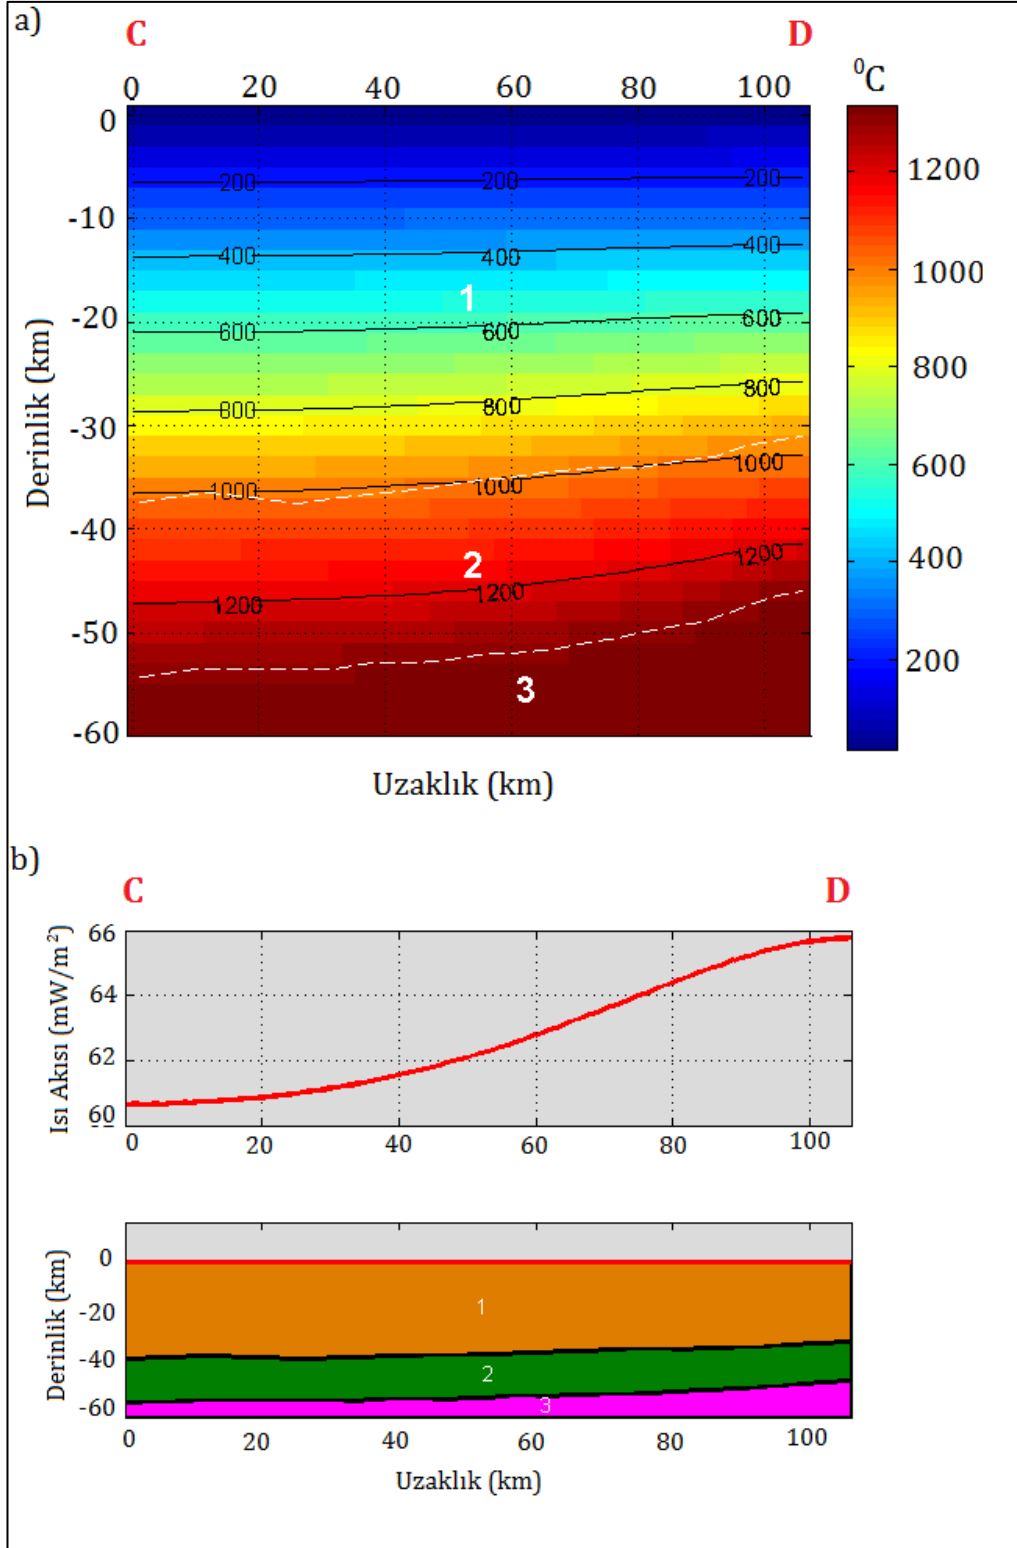 a)
C D
0 20 40 60 80 100 ⁰C
0
-10
-20
-30
-40
-50
-60
Derinlik (km)
200 200 200
400 400 400
1
600 600 600
800 800 800
1000 1000 1000
2
1200 1200 1200
3
1200
1000
800
600
400
200
Uzaklık (km)
b)
C D
66
64
62
60
Isı Akısı (mW/m²)
0 20 40 60 80 100
0
-20
-40
-60
Derinlik (km)
1
2
3
0 20 40 60 80 100
Uzaklık (km)